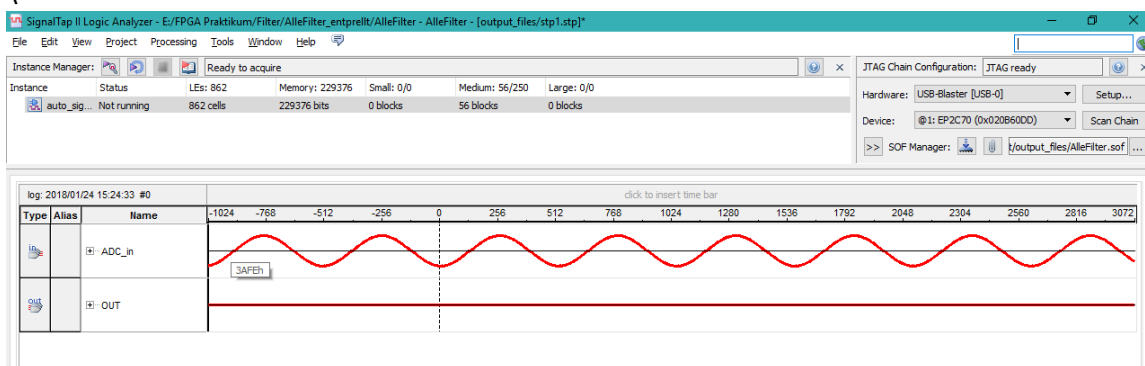 SignalTap II Logic Analyzer - E:/FPGA Praktikum/Filter/AlleFilter_entprellt/AlleFilter - AlleFilter - [output_files/stp1.stp]*
File Edit View Project Processing Tools Window Help
Instance Manager: Ready to acquire
Instance Status LEs: 862 Memory: 229376 Small: 0/0 Medium: 56/250 Large: 0/0
auto_sig... Not running 862 cells 229376 bits 0 blocks 56 blocks 0 blocks
JTAG Chain Configuration: JTAG ready
Hardware: USB-Blaster [USB-0] Setup...
Device: @1: EP2C70 (0x020B60DD) Scan Chain
>> SOF Manager: t/output_files/AlleFilter.sof ...
log: 2018/01/24 15:24:33 #0 click to insert time bar
Type Alias Name -1024 -768 -512 -256 0 256 512 768 1024 1280 1536 1792 2048 2304 2560 2816 3072
in ADC_in
3AFEh
out OUT